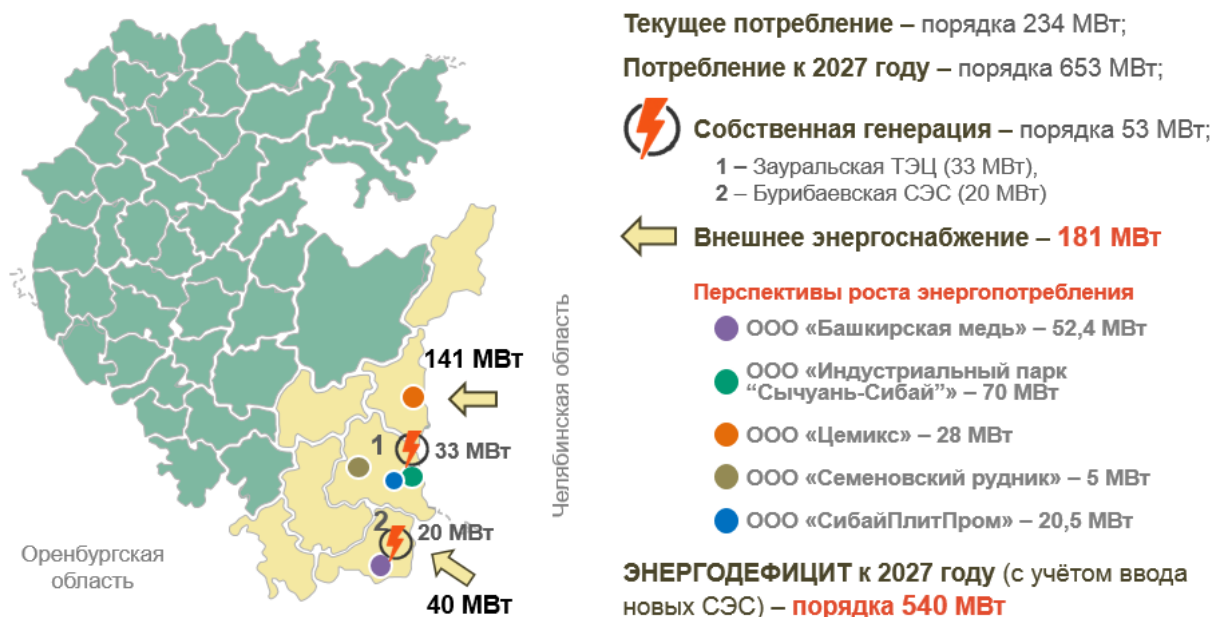 Текущее потребление – порядка 234 МВт;
Потребление к 2027 году – порядка 653 МВт;
Собственная генерация – порядка 53 МВт;
1 – Зауральская ТЭЦ (33 МВт),
2 – Бурибаевская СЭС (20 МВт)
Внешнее энергоснабжение – 181 МВт
Перспективы роста энергопотребления
ООО «Башкирская медь» – 52,4 МВт
ООО «Индустриальный парк
“Сычуань-Сибай”» – 70 МВт
ООО «Цемикс» – 28 МВт
ООО «Семеновский рудник» – 5 МВт
ООО «СибайПлитПром» – 20,5 МВт
ЭНЕРГОДЕФИЦИТ к 2027 году (с учётом ввода
новых СЭС) – порядка 540 МВт
141 МВт
Челябинская область
1
33 МВт
2
20 МВт
Оренбургская
область
40 МВт